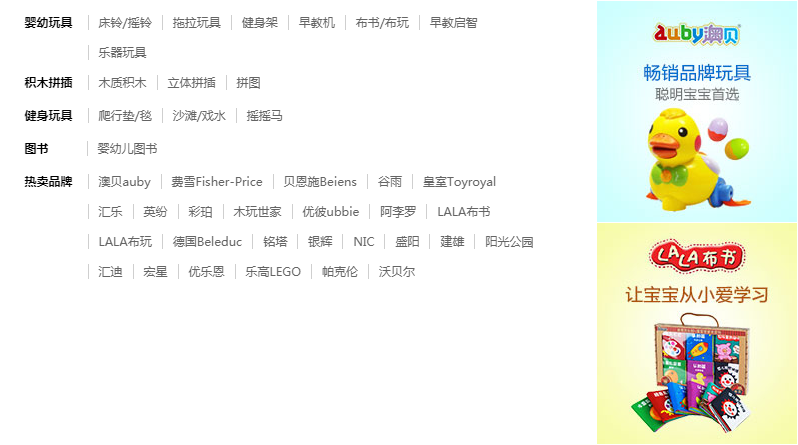 婴幼玩具 床铃/摇铃 拖拉玩具 健身架 早教机 布书/布玩 早教启智
乐器玩具
积木拼插 木质积木 立体拼插 拼图
健身玩具 爬行垫/毯 沙滩/戏水 摇摇马
图书 婴幼儿图书
热卖品牌 澳贝auby 费雪Fisher-Price 贝恩施Beiens 谷雨 皇室Toyroyal
汇乐 英纷 彩珀 木玩世家 优彼ubbie 阿李罗 LALA布书
LALA布玩 德国Beleduc 铭塔 银辉 NIC 盛阳 建雄 阳光公园
汇迪 宏星 优乐恩 乐高LEGO 帕克伦 沃贝尔
auby澳贝
畅销品牌玩具
聪明宝宝首选
LALA布书
让宝宝从小爱学习